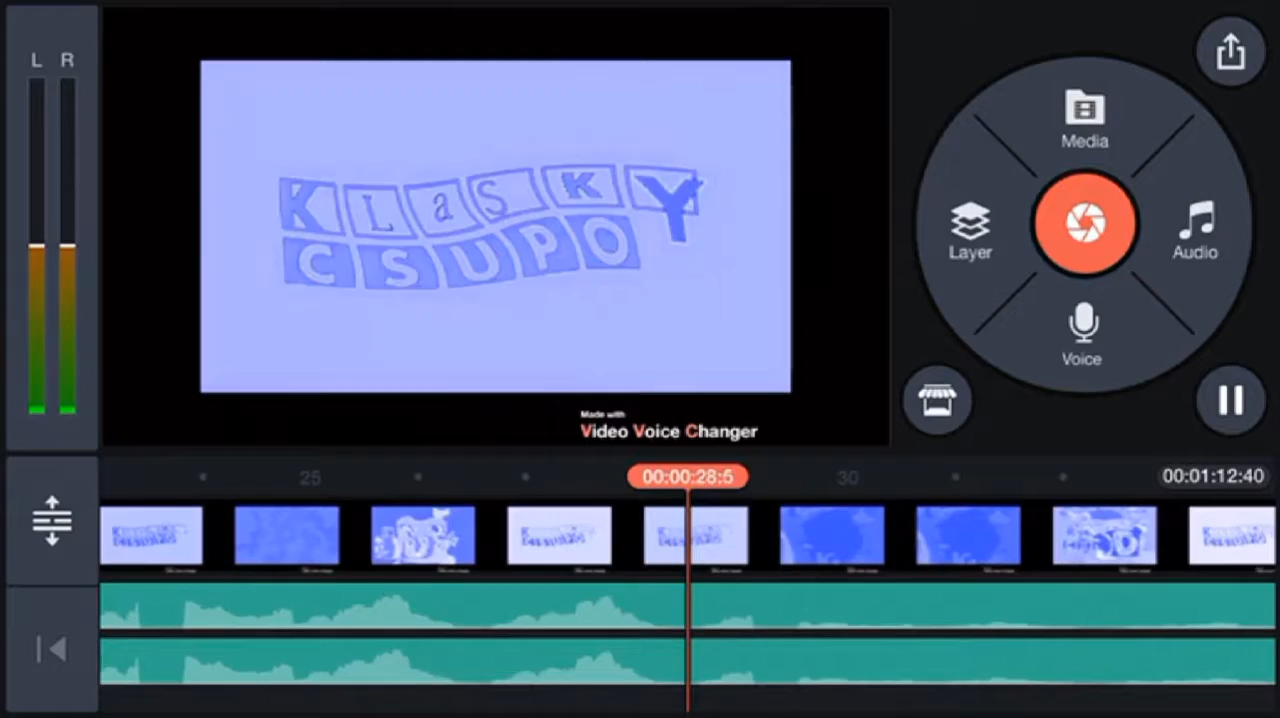 L R
KLaSKY
CSUPO
Made with
Video Voice Changer
Media
Layer
Audio
Voice
25
00:00:28:5
30
00:01:12:40